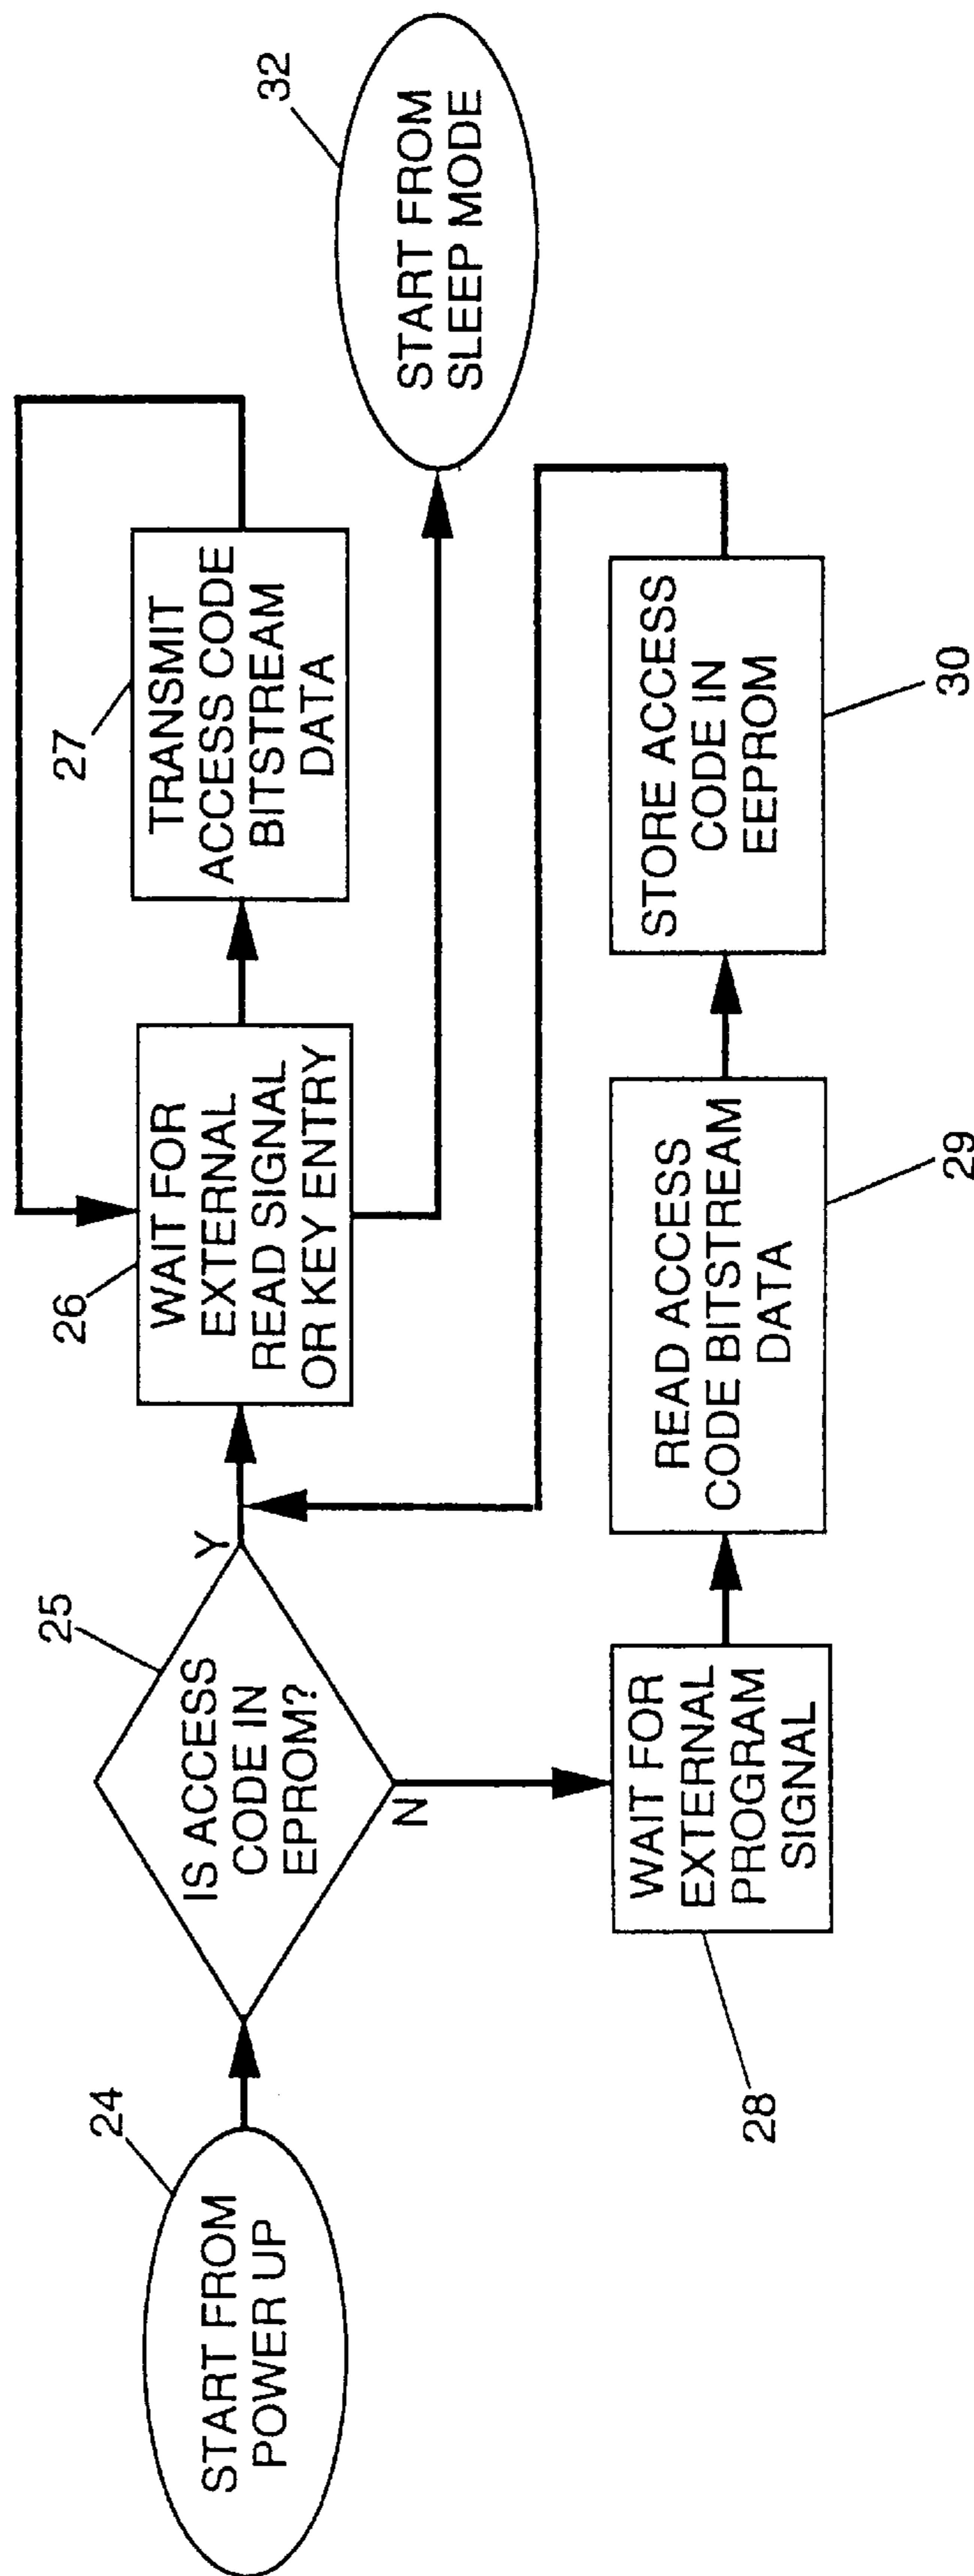 24
START FROM
POWER UP
25
IS ACCESS
CODE IN
EPROM?
Y
N
26
WAIT FOR
EXTERNAL
READ SIGNAL
OR KEY ENTRY
27
TRANSMIT
ACCESS CODE
BITSTREAM
DATA
32
START FROM
SLEEP MODE
28
WAIT FOR
EXTERNAL
PROGRAM
SIGNAL
29
READ ACCESS
CODE BITSTREAM
DATA
30
STORE ACCESS
CODE IN
EEPROM